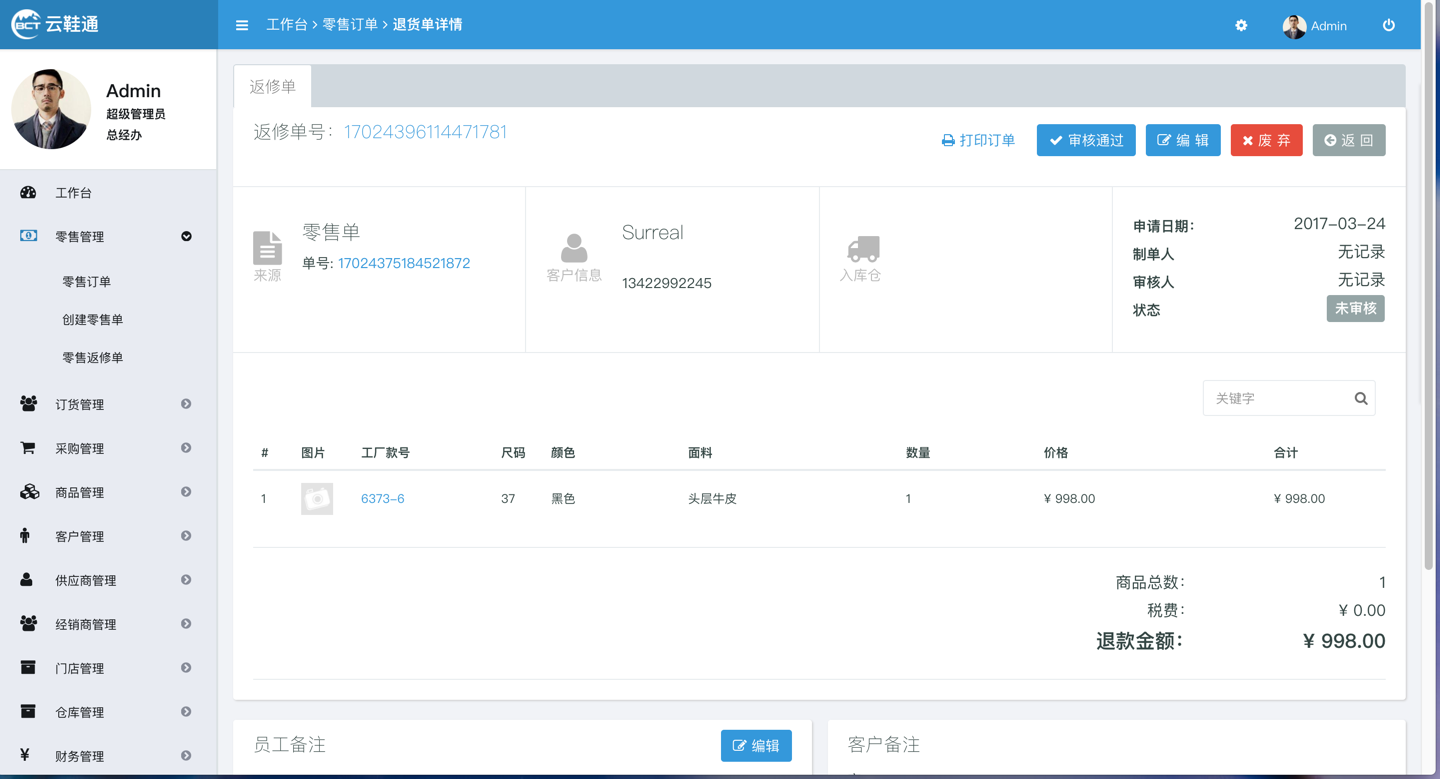 BCT 云鞋通
工作台 > 零售订单 > 退货单详情
Admin
Admin
超级管理员
总经办
工作台
零售管理
零售订单
创建零售单
零售返修单
订货管理
采购管理
商品管理
客户管理
供应商管理
经销商管理
门店管理
仓库管理
¥ 财务管理
返修单
返修单号: 17024396114471781
打印订单 审核通过 编 辑 废 弃 返 回
来源
零售单
单号: 17024375184521872
客户信息
Surreal
13422992245
入库仓
申请日期: 2017-03-24
制单人 无记录
审核人 无记录
状态 未审核
关键字
# 图片 工厂款号 尺码 颜色 面料 数量 价格 合计
1 6373-6 37 黑色 头层牛皮 1 ¥ 998.00 ¥ 998.00
商品总数: 1
税费: ¥ 0.00
退款金额: ¥ 998.00
员工备注 编辑
客户备注